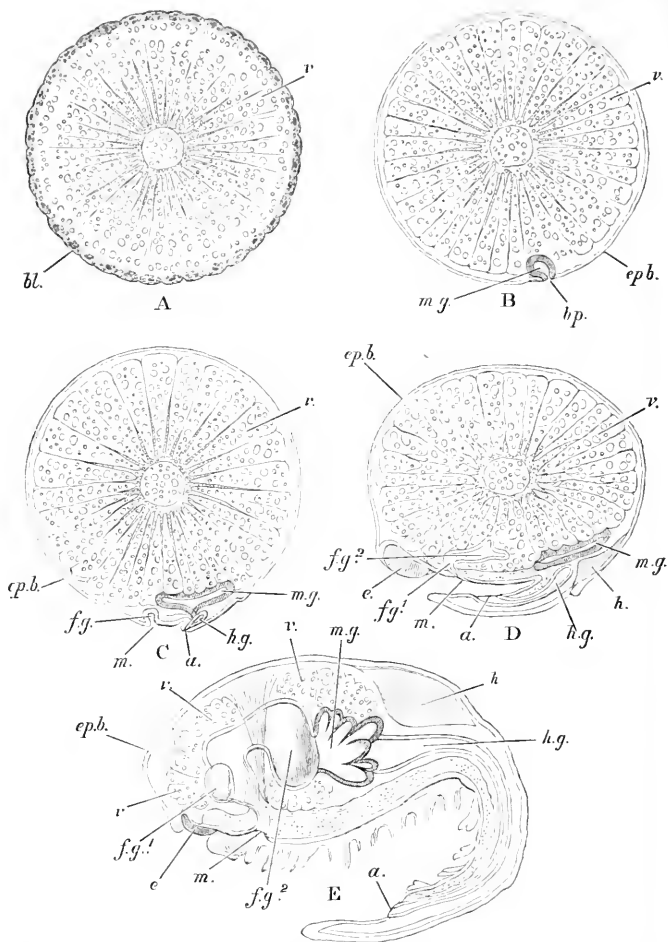 v
bl.
A
v.
m.g.
B
bp.
ep.b.
v.
ep.b.
f.g.
m.
C
a.
h.g.
m.g.
ep.b.
v.
f.g.²
e.
f.g.¹
m.
a.
D
h.g.
h.
m.g.
v.
m.g.
h
v.
ep.b.
h.g.
v
f.g.¹
e
m.
f.g.²
E
a.